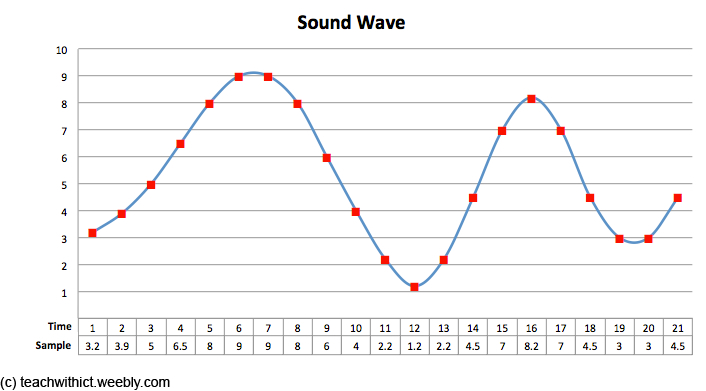 Sound Wave
10
9
8
7
6
5
4
3
2
1
Time 1 2 3 4 5 6 7 8 9 10 11 12 13 14 15 16 17 18 19 20 21
Sample 3.2 3.9 5 6.5 8 9 9 8 6 4 2.2 1.2 2.2 4.5 7 8.2 7 4.5 3 3 4.5
(c) teachwithict.weebly.com